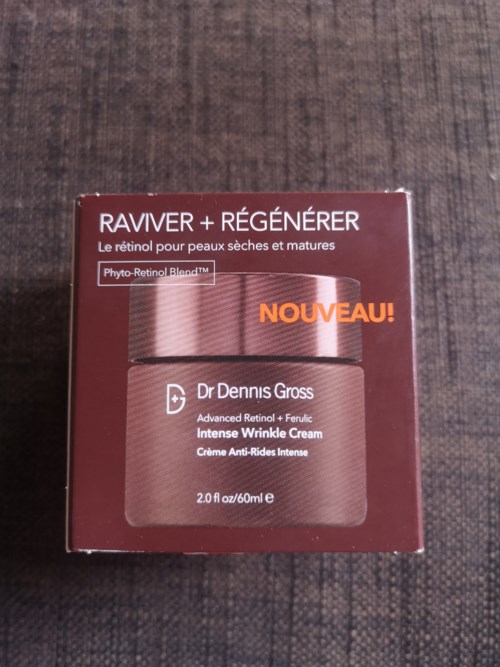 RAVIVER + RÉGÉNÉRER
Le rétinol pour peaux sèches et matures
Phyto-Retinol Blend™
NOUVEAU!
Dr Dennis Gross
Advanced Retinol + Ferulic
Intense Wrinkle Cream
Crème Anti-Rides Intense
2.0 fl oz/60ml ℮